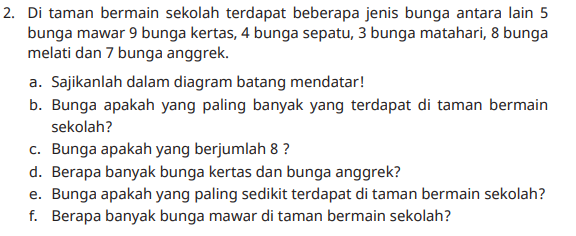 2. Di taman bermain sekolah terdapat beberapa jenis bunga antara lain 5
bunga mawar 9 bunga kertas, 4 bunga sepatu, 3 bunga matahari, 8 bunga
melati dan 7 bunga anggrek.
a. Sajikanlah dalam diagram batang mendatar!
b. Bunga apakah yang paling banyak yang terdapat di taman bermain
sekolah?
c. Bunga apakah yang berjumlah 8 ?
d. Berapa banyak bunga kertas dan bunga anggrek?
e. Bunga apakah yang paling sedikit terdapat di taman bermain sekolah?
f. Berapa banyak bunga mawar di taman bermain sekolah?